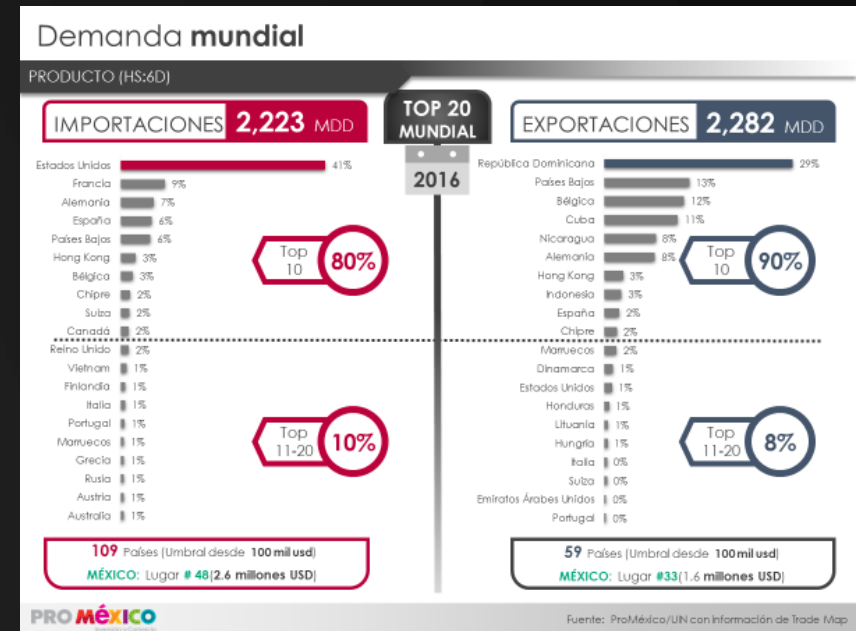 Demanda mundial
PRODUCTO (HS:6D)
IMPORTACIONES 2,223 MDD
TOP 20
MUNDIAL
2016
EXPORTACIONES 2,282 MDD
Estados Unidos 41%
Francia 9%
Alemania 7%
España 6%
Países Bajos 6%
Hong Kong 3%
Bélgica 3%
Chipre 2%
Suiza 2%
Canadá 2%
Reino Unido 2%
Vietnam 1%
Finlandia 1%
Italia 1%
Portugal 1%
Marruecos 1%
Grecia 1%
Rusia 1%
Austria 1%
Australia 1%
Top
10
80%
Top
11-20
10%
109 Países (Umbral desde 100 mil usd)
MÉXICO: Lugar # 48(2.6 millones USD)
República Dominicana 29%
Países Bajos 13%
Bélgica 12%
Cuba 11%
Nicaragua 8%
Alemania 8%
Hong Kong 3%
Indonesia 3%
España 2%
Chipre 2%
Marruecos 2%
Dinamarca 1%
Estados Unidos 1%
Honduras 1%
Lituania 1%
Hungría 1%
Italia 0%
Suiza 0%
Emiratos Árabes Unidos 0%
Portugal 0%
Top
10
90%
Top
11-20
8%
59 Países (Umbral desde 100 mil usd)
MÉXICO: Lugar #33(1.6 millones USD)
PRO MÉXICO
Fuente: ProMéxico/UIN con información de Trade Map